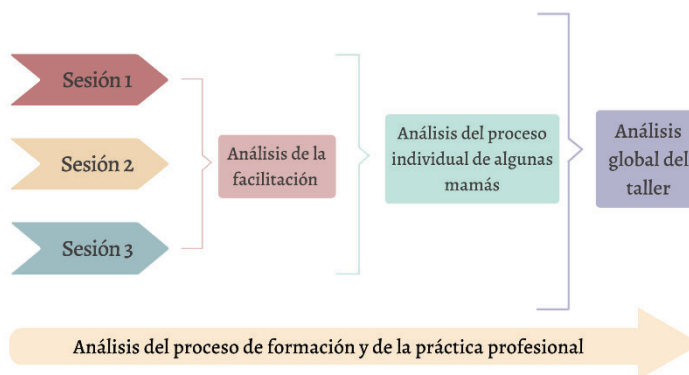 Sesión 1
Sesión 2
Sesión 3
Análisis de la
facilitación
Análisis del proceso
individual de algunas
mamás
Análisis
global del
taller
Análisis del proceso de formación y de la práctica profesional